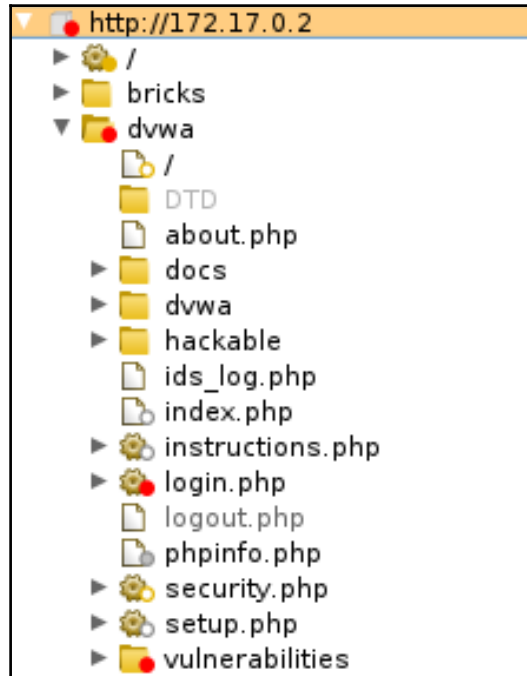 http://172.17.0.2
/
bricks
dvwa
/
DTD
about.php
docs
dvwa
hackable
ids_log.php
index.php
instructions.php
login.php
logout.php
phpinfo.php
security.php
setup.php
vulnerabilities